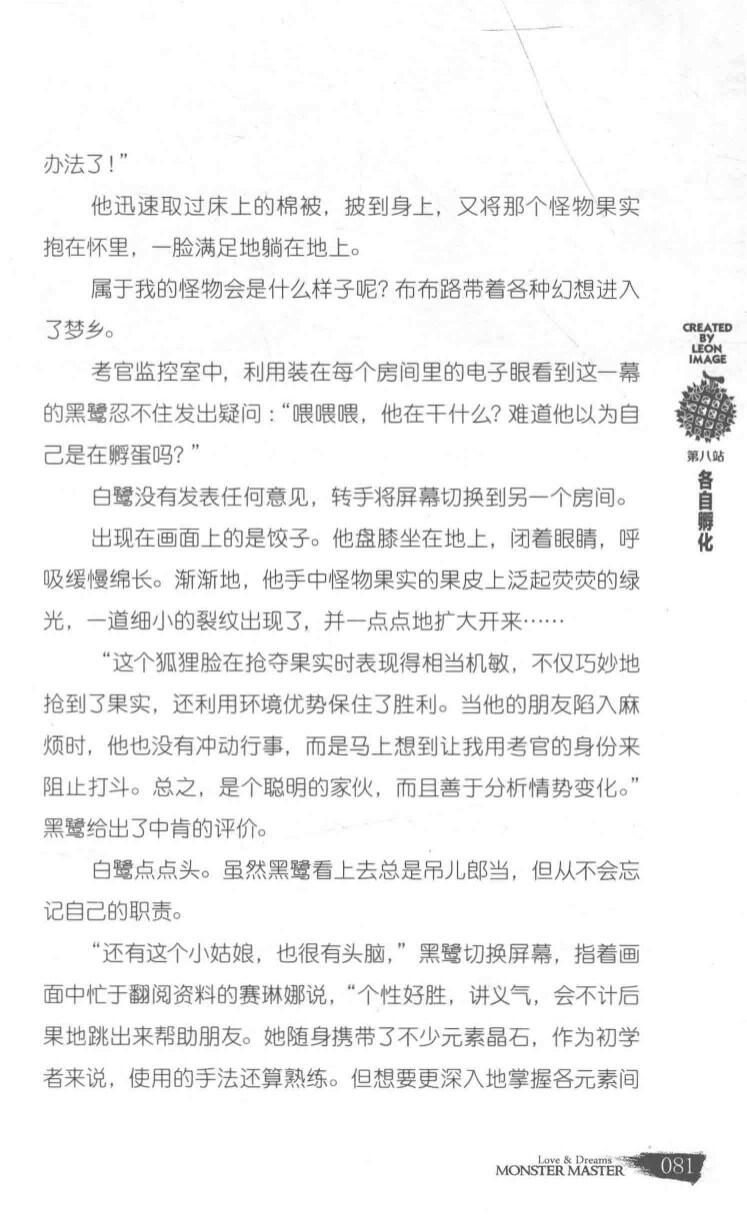 办法了！”
他迅速取过床上的棉被，披到身上，又将那个怪物果实
抱在怀里，一脸满足地躺在地上。
属于我的怪物会是什么样子呢？布布路带着各种幻想进入
了梦乡。
考官监控室中，利用装在每个房间里的电子眼看到这一幕
的黑鹭忍不住发出疑问：“喂喂喂，他在干什么？难道他以为自
己是在孵蛋吗？”
白鹭没有发表任何意见，转手将屏幕切换到另一个房间。
出现在画面上的是饺子。他盘膝坐在地上，闭着眼睛，呼
吸缓慢绵长。渐渐地，他手中怪物果实的果皮上泛起荧荧的绿
光，一道细小的裂纹出现了，并一点点地扩大开来……
“这个狐狸脸在抢夺果实时表现得相当机敏，不仅巧妙地
抢到了果实，还利用环境优势保住了胜利。当他的朋友陷入麻
烦时，他也没有冲动行事，而是马上想到让我用考官的身份来
阻止打斗。总之，是个聪明的家伙，而且善于分析情势变化。”
黑鹭给出了中肯的评价。
白鹭点点头。虽然黑鹭看上去总是吊儿郎当，但从不会忘
记自己的职责。
“还有这个小姑娘，也很有头脑，”黑鹭切换屏幕，指着画
面中忙于翻阅资料的赛琳娜说，“个性好胜，讲义气，会不计后
果地跳出来帮助朋友。她随身携带了不少元素晶石，作为初学
者来说，使用的手法还算熟练。但想要更深入地掌握各元素间
CREATED
BY
LEON
IMAGE
第八站
各自孵化
Love & Dreams
MONSTER MASTER
081